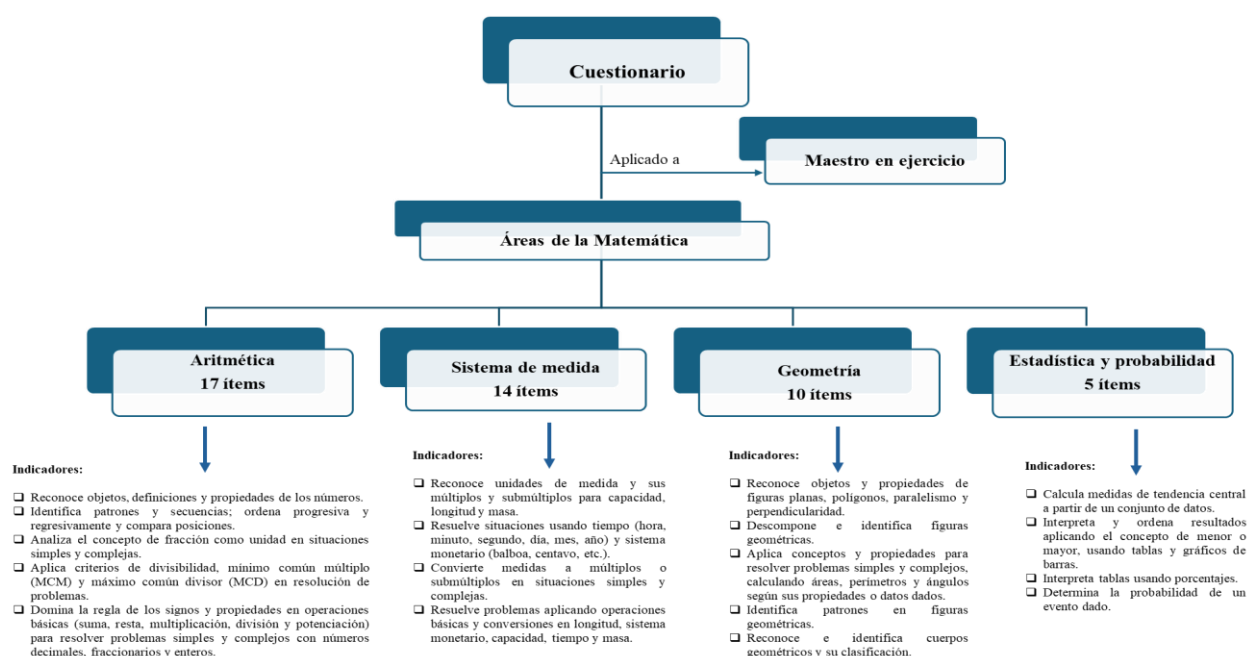 Cuestionario
Aplicado a
Maestro en ejercicio
Áreas de la Matemática
Aritmética
17 ítems
Sistema de medida
14 ítems
Geometría
10 ítems
Estadística y probabilidad
5 ítems
Indicadores:
❑ Reconoce objetos, definiciones y propiedades de los números.
❑ Identifica patrones y secuencias; ordena progresiva y
regresivamente y compara posiciones.
❑ Analiza el concepto de fracción como unidad en situaciones
simples y complejas.
❑ Aplica criterios de divisibilidad, mínimo común múltiplo
(MCM) y máximo común divisor (MCD) en resolución de
problemas.
❑ Domina la regla de los signos y propiedades en operaciones
básicas (suma, resta, multiplicación, división y potenciación)
para resolver problemas simples y complejos con números
decimales, fraccionarios y enteros.
Indicadores:
❑ Reconoce unidades de medida y sus
múltiplos y submúltiplos para capacidad,
longitud y masa.
❑ Resuelve situaciones usando tiempo (hora,
minuto, segundo, día, mes, año) y sistema
monetario (balboa, centavo, etc.).
❑ Convierte medidas a múltiplos o
submúltiplos en situaciones simples y
complejas.
❑ Resuelve problemas aplicando operaciones
básicas y conversiones en longitud, sistema
monetario, capacidad, tiempo y masa.
Indicadores:
❑ Reconoce objetos y propiedades de
figuras planas, polígonos, paralelismo y
perpendicularidad.
❑ Descompone e identifica figuras
geométricas.
❑ Aplica conceptos y propiedades para
resolver problemas simples y complejos,
calculando áreas, perímetros y ángulos
según sus propiedades o datos dados.
❑ Identifica patrones en figuras
geométricas.
❑ Reconoce e identifica cuerpos
geométricos y su clasificación.
Indicadores:
❑ Calcula medidas de tendencia central
a partir de un conjunto de datos.
❑ Interpreta y ordena resultados
aplicando el concepto de menor o
mayor, usando tablas y gráficos de
barras.
❑ Interpreta tablas usando porcentajes.
❑ Determina la probabilidad de un
evento dado.